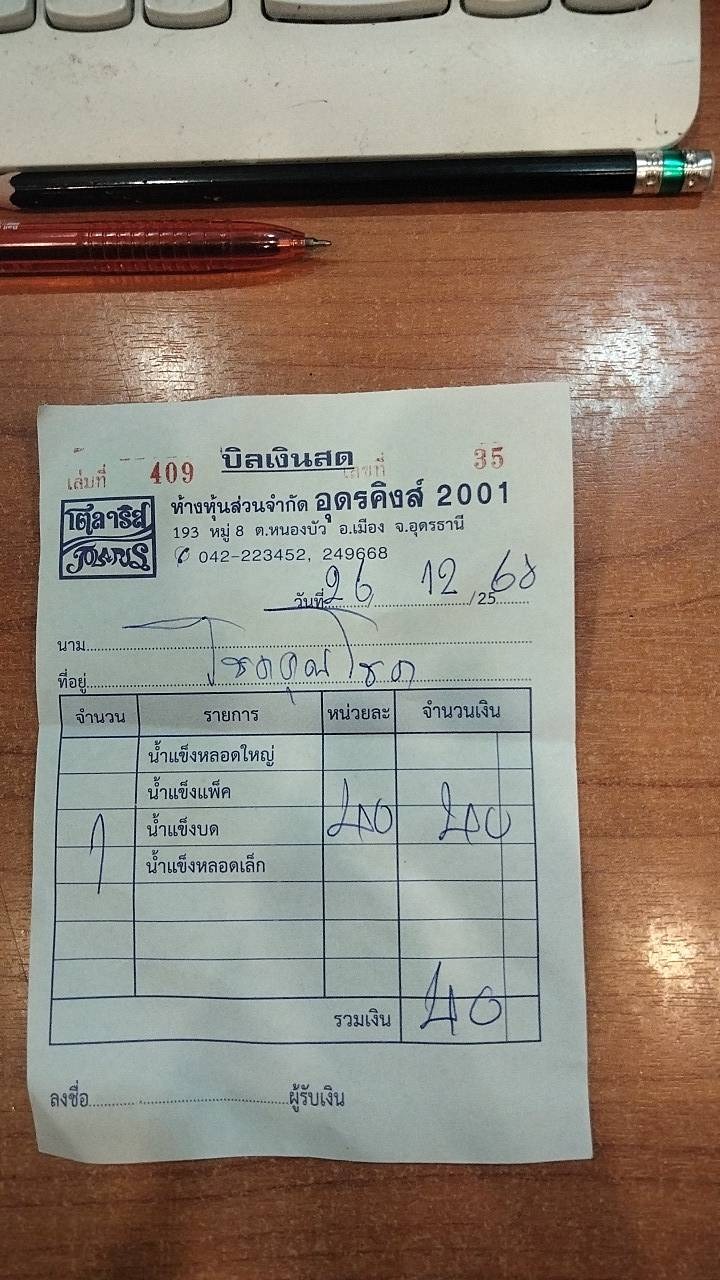 บิลเงินสด
เล่มที่ 409 เลขที่ 35
โพลาริส
POLARIS
ห้างหุ้นส่วนจำกัด อุดรคิงส์ 2001
193 หมู่ 8 ต.หนองบัว อ.เมือง จ.อุดรธานี
042-223452, 249668
วันที่ 26 / 12 / 25 68
นาม
ที่อยู่
จำนวน รายการ หน่วยละ จำนวนเงิน
น้ำแข็งหลอดใหญ่
น้ำแข็งแพ็ค
1 น้ำแข็งบด 40 40
น้ำแข็งหลอดเล็ก
รวมเงิน 40
ลงชื่อ ผู้รับเงิน